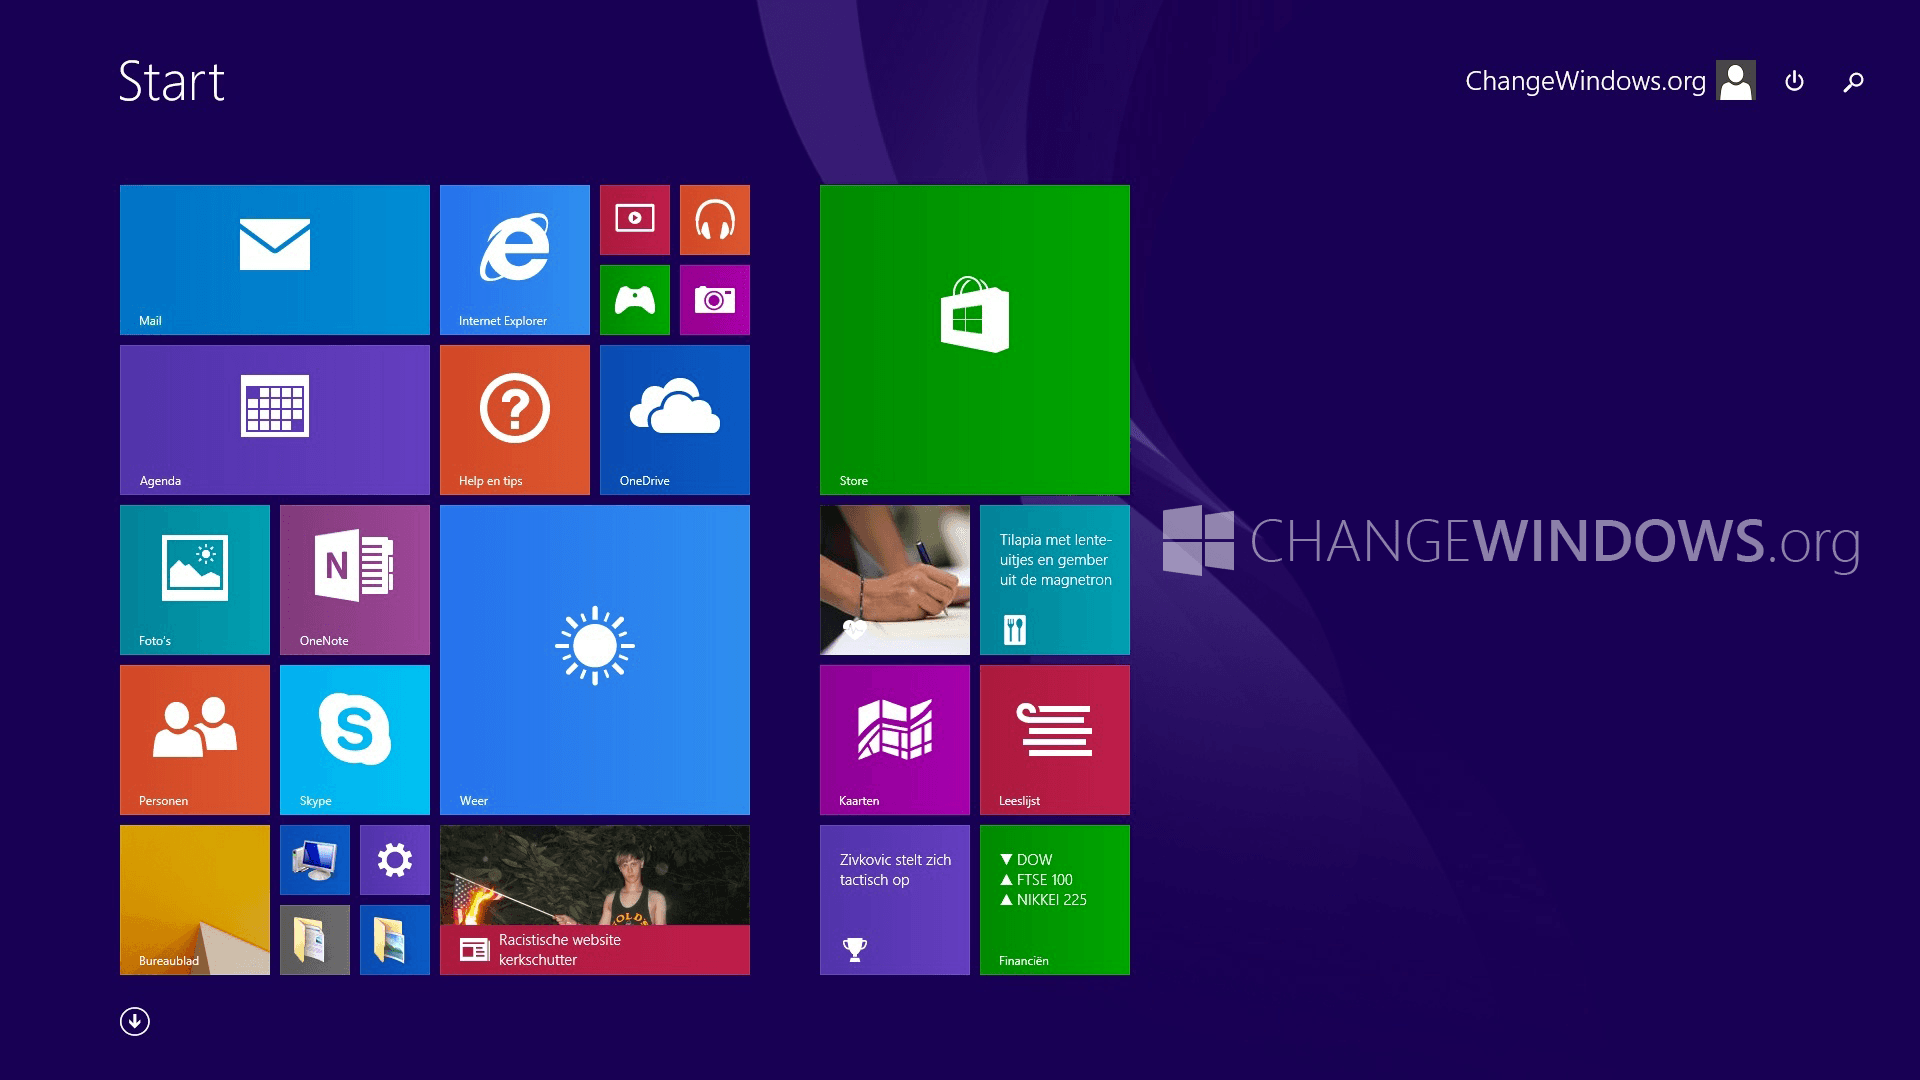 Start
ChangeWindows.org
Mail
Internet Explorer
Agenda
Help en tips
OneDrive
Store
Foto's
N
OneNote
Weer
Tilapia met lente-
uitjes en gember
uit de magnetron
CHANGEWINDOWS.org
Personen
S
Skype
Kaarten
Leeslijst
Bureaublad
OLD'S
Racistische website
kerkschutter
Zivkovic stelt zich
tactisch op
▼ DOW
▲ FTSE 100
▲ NIKKEI 225
Financiën